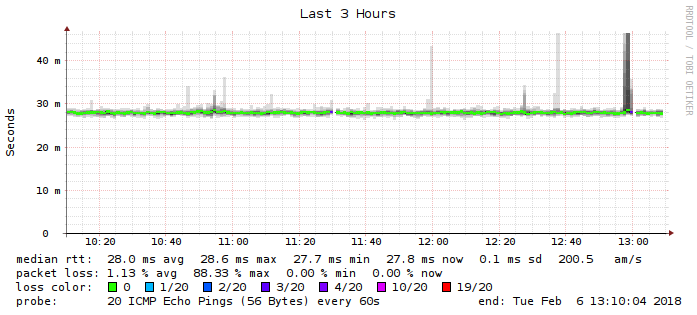 Last 3 Hours
RRDTOOL / TOBI OETIKER
Seconds
40 m
30 m
20 m
10 m
0
10:20 10:40 11:00 11:20 11:40 12:00 12:20 12:40 13:00
median rtt: 28.0 ms avg 28.6 ms max 27.7 ms min 27.8 ms now 0.1 ms sd 200.5 am/s
packet loss: 1.13 % avg 88.33 % max 0.00 % min 0.00 % now
loss color: 0 1/20 2/20 3/20 4/20 10/20 19/20
probe: 20 ICMP Echo Pings (56 Bytes) every 60s end: Tue Feb 6 13:10:04 2018